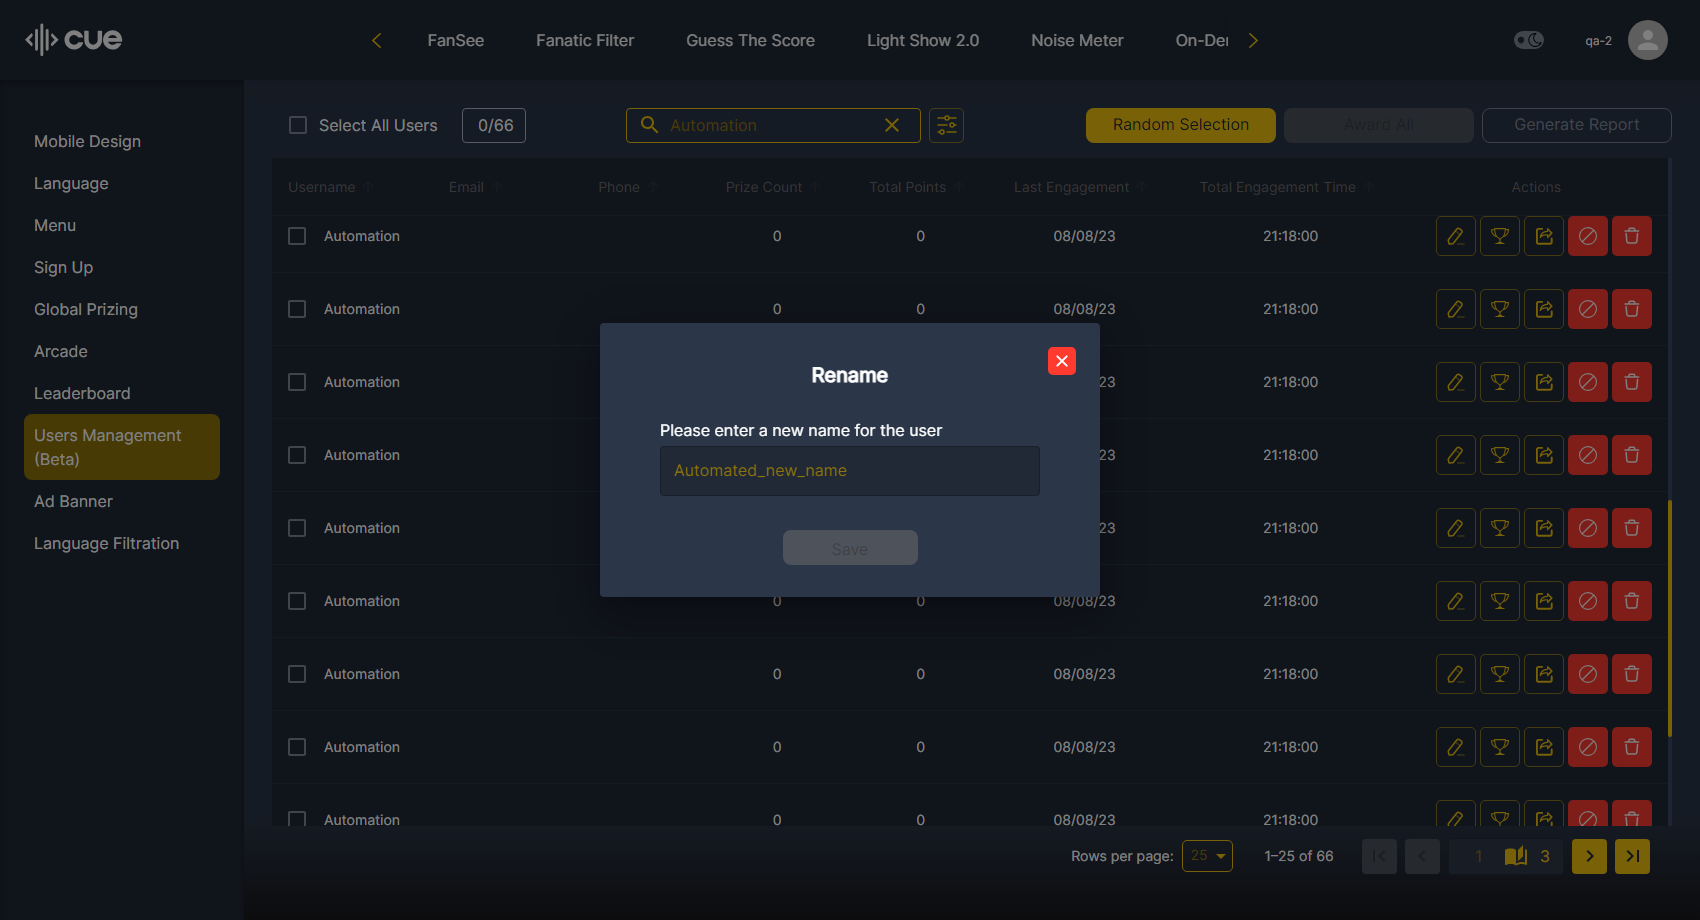 cue
FanSee
Fanatic Filter
Guess The Score
Light Show 2.0
Noise Meter
On-De
qa-2
Mobile Design
Language
Menu
Sign Up
Global Prizing
Arcade
Leaderboard
Users Management
(Beta)
Ad Banner
Language Filtration
Select All Users
0/66
Automation
Random Selection
Award All
Generate Report
Username
Email
Phone
Prize Count
Total Points
Last Engagement
Total Engagement Time
Actions
Automation 0 0 08/08/23 21:18:00
Automation 0 0 08/08/23 21:18:00
Automation 23 21:18:00
Automation 23 21:18:00
Automation 23 21:18:00
Automation 0 0 08/08/23 21:18:00
Automation 0 0 08/08/23 21:18:00
Automation 0 0 08/08/23 21:18:00
Automation 0 0 08/08/23 21:18:00
Rename
Please enter a new name for the user
Automated_new_name
Save
Rows per page: 25
1–25 of 66
1
3